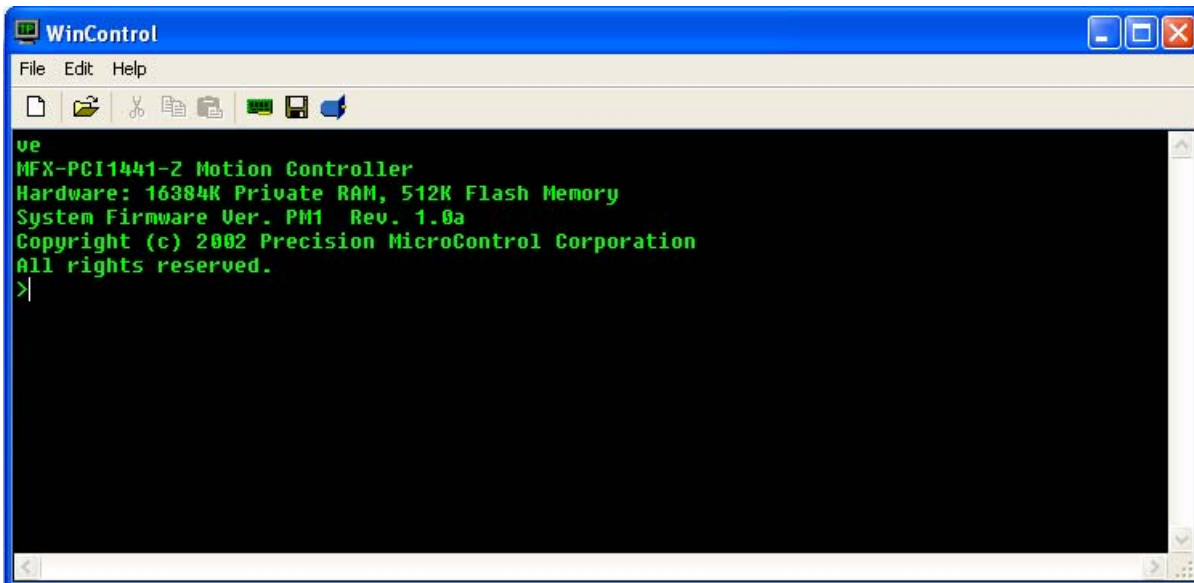 WinControl
File Edit Help
ve
MFX-PCI1441-Z Motion Controller
Hardware: 16384K Private RAM, 512K Flash Memory
System Firmware Ver. PM1 Rev. 1.0a
Copyright (c) 2002 Precision MicroControl Corporation
All rights reserved.
>